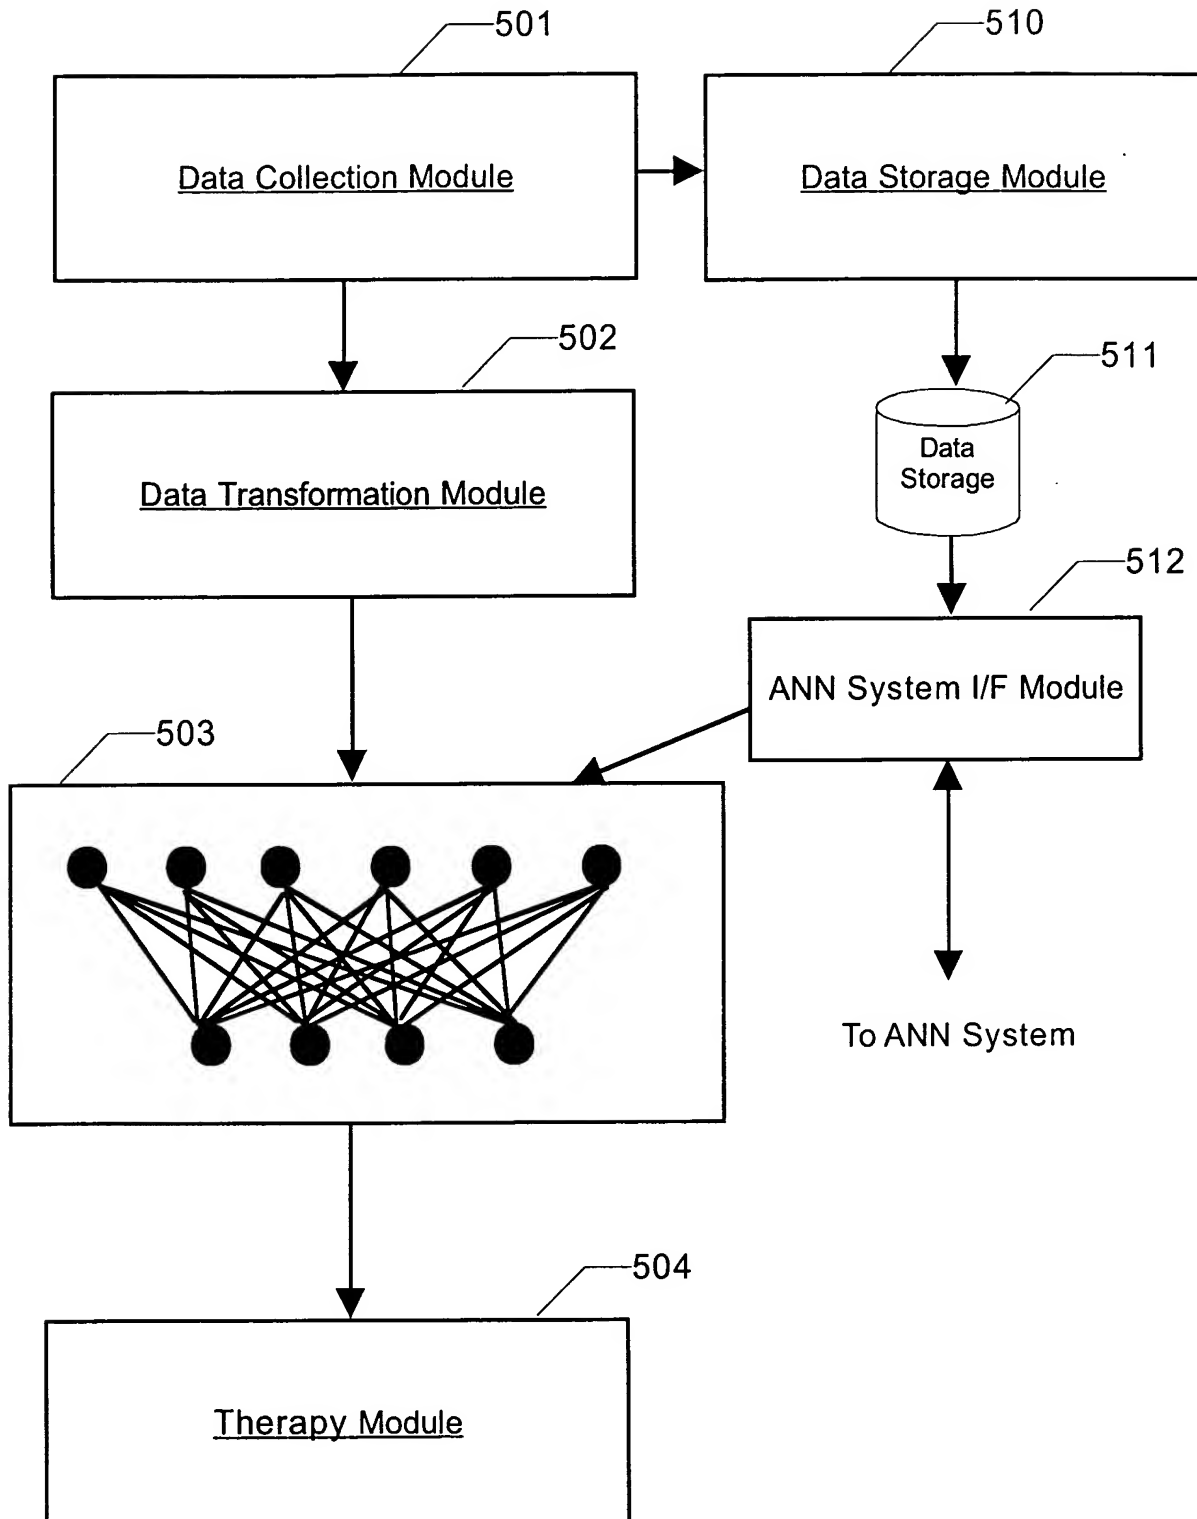 501
510
Data Collection Module
Data Storage Module
502
511
Data
Storage
Data Transformation Module
512
ANN System I/F Module
503
To ANN System
504
Therapy Module